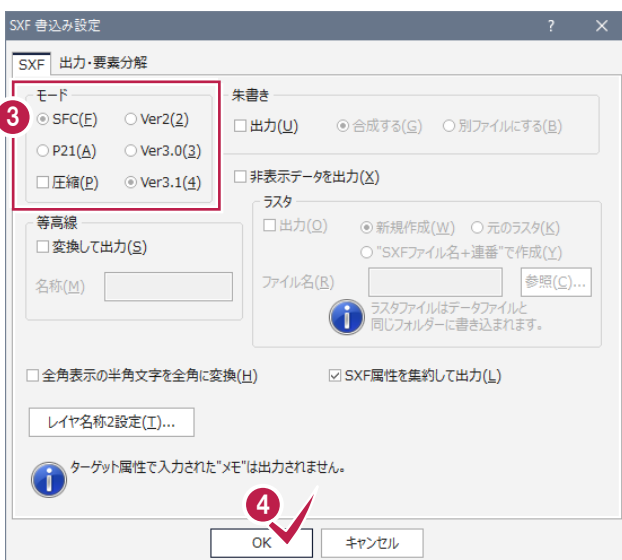 SXF 書込み設定 ? ×
SXF 出力・要素分解
モード
3
SFC(F) Ver2(2)
P21(A) Ver3.0(3)
圧縮(P) Ver3.1(4)
朱書き
出力(U) 合成する(G) 別ファイルにする(B)
非表示データを出力(X)
等高線
変換して出力(S)
名称(M)
ラスタ
出力(O) 新規作成(W) 元のラスタ(K)
"SXFファイル名+連番"で作成(Y)
ファイル名(R) 参照(C)...
ラスタファイルはデータファイルと
同じフォルダーに書き込まれます。
全角表示の半角文字を全角に変換(H) SXF属性を集約して出力(L)
レイヤ名称2設定(T)...
ターゲット属性で入力された"メモ"は出力されません。
4
OK キャンセル